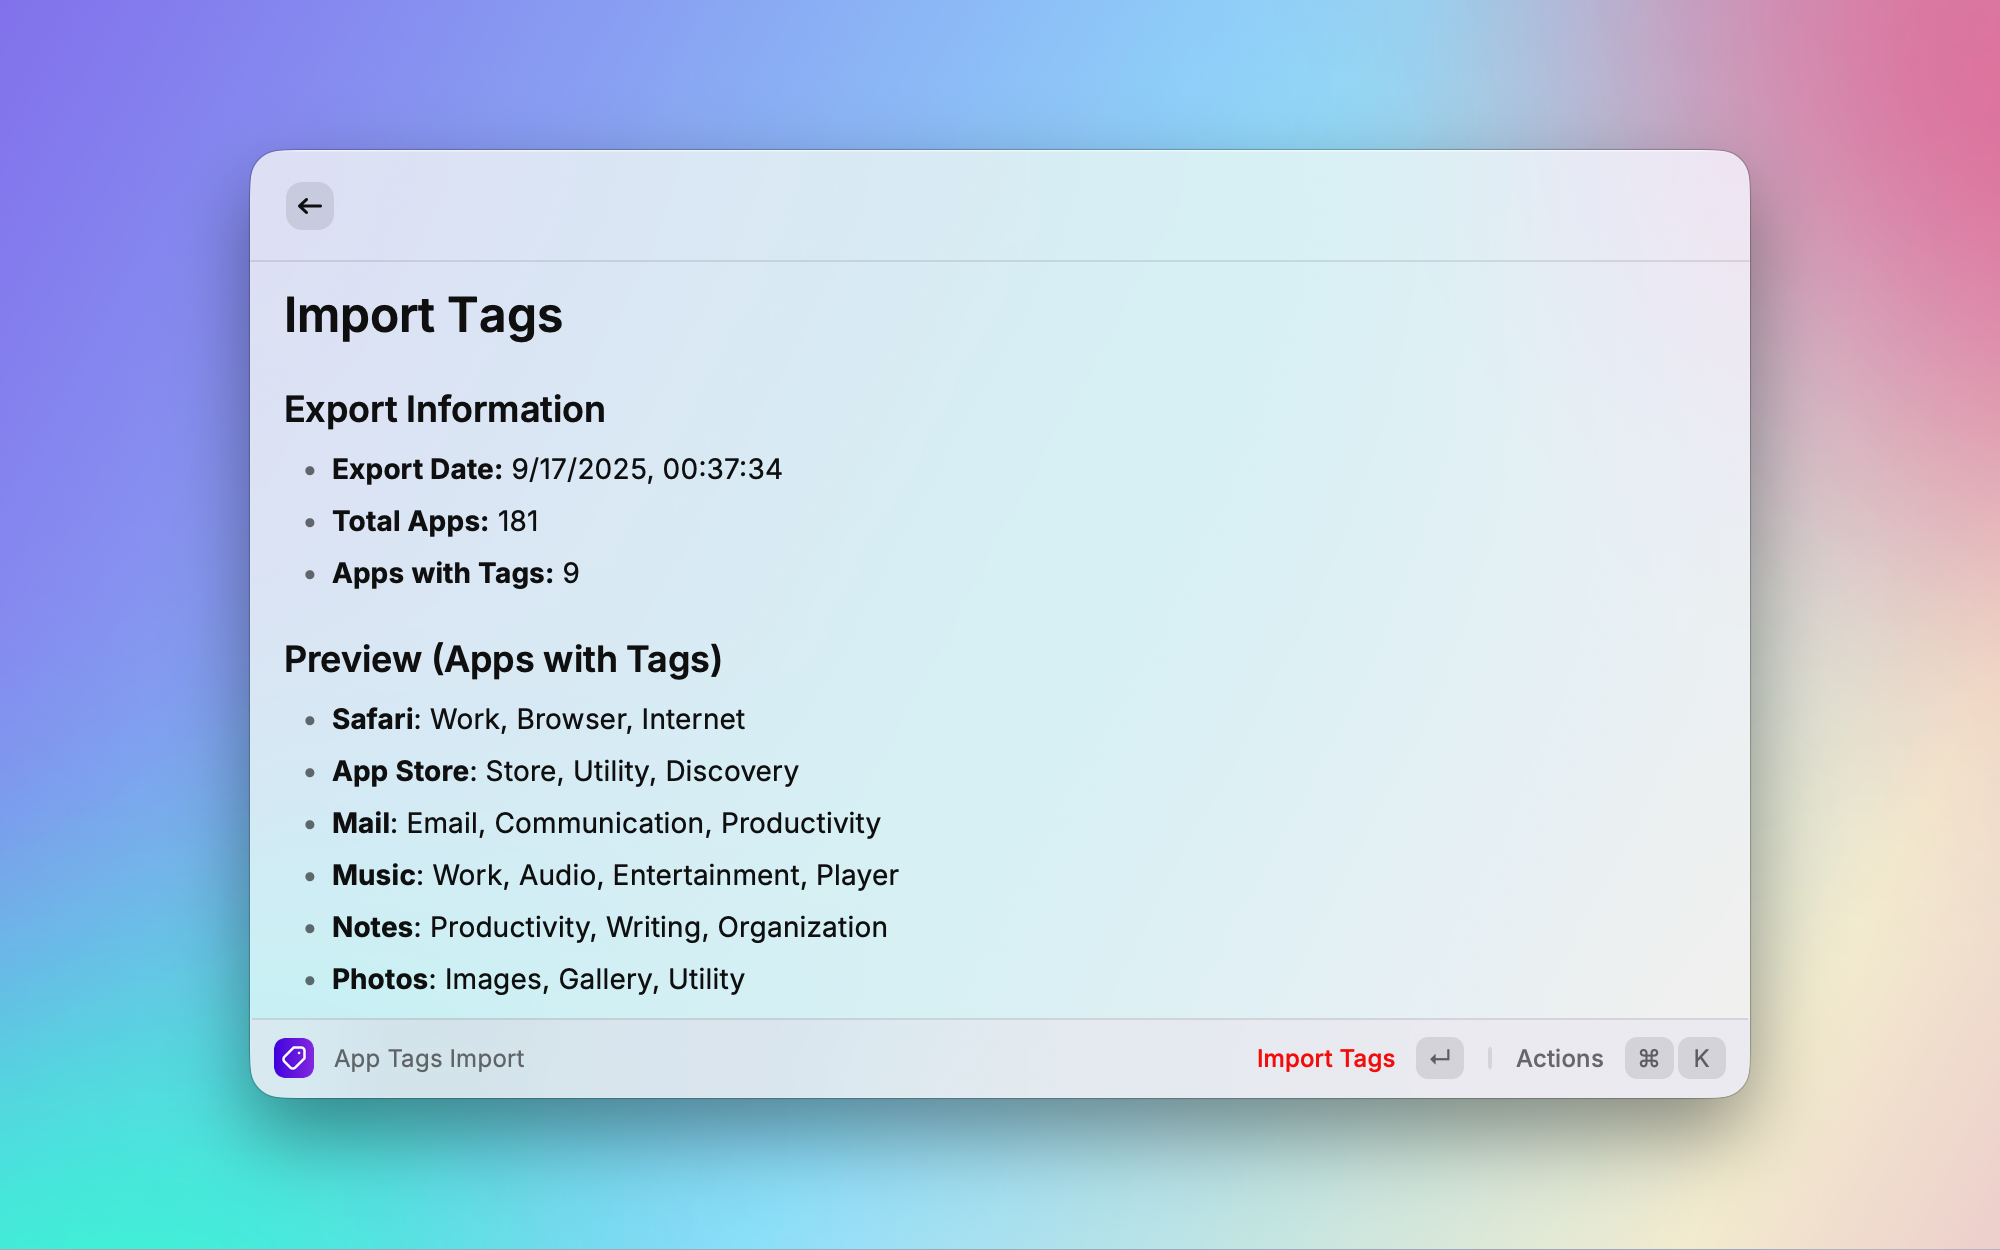 Import Tags
Export Information
Export Date: 9/17/2025, 00:37:34
Total Apps: 181
Apps with Tags: 9
Preview (Apps with Tags)
Safari: Work, Browser, Internet
App Store: Store, Utility, Discovery
Mail: Email, Communication, Productivity
Music: Work, Audio, Entertainment, Player
Notes: Productivity, Writing, Organization
Photos: Images, Gallery, Utility
App Tags Import
Import Tags ↵ Actions ⌘ K